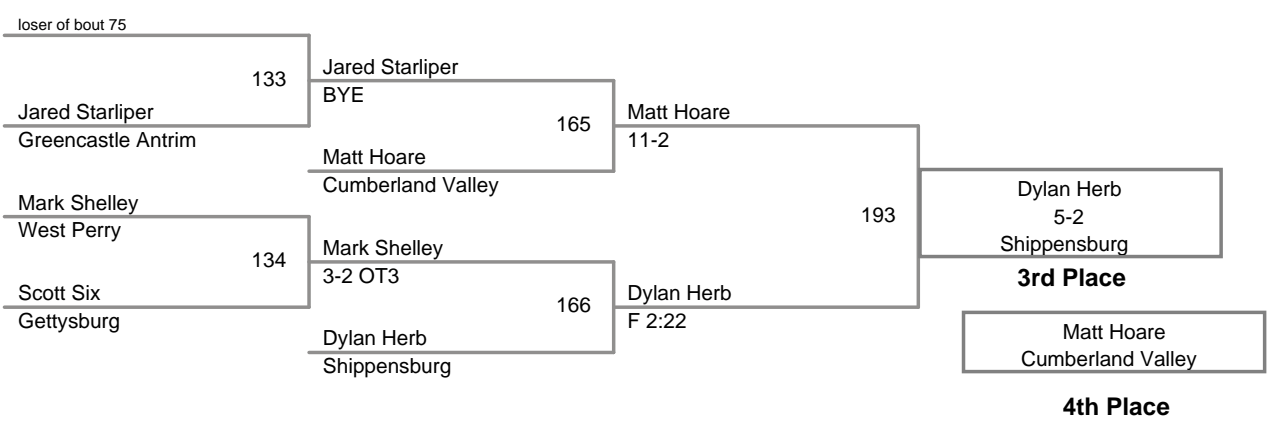 loser of bout 75
133
Jared Starliper
Greencastle Antrim
Mark Shelley
West Perry
134
Scott Six
Gettysburg
Jared Starliper
BYE
165
Matt Hoare
Cumberland Valley
Mark Shelley
3-2 OT3
166
Dylan Herb
Shippensburg
Matt Hoare
11-2
193
Dylan Herb
F 2:22
Dylan Herb
5-2
Shippensburg
3rd Place
Matt Hoare
Cumberland Valley
4th Place